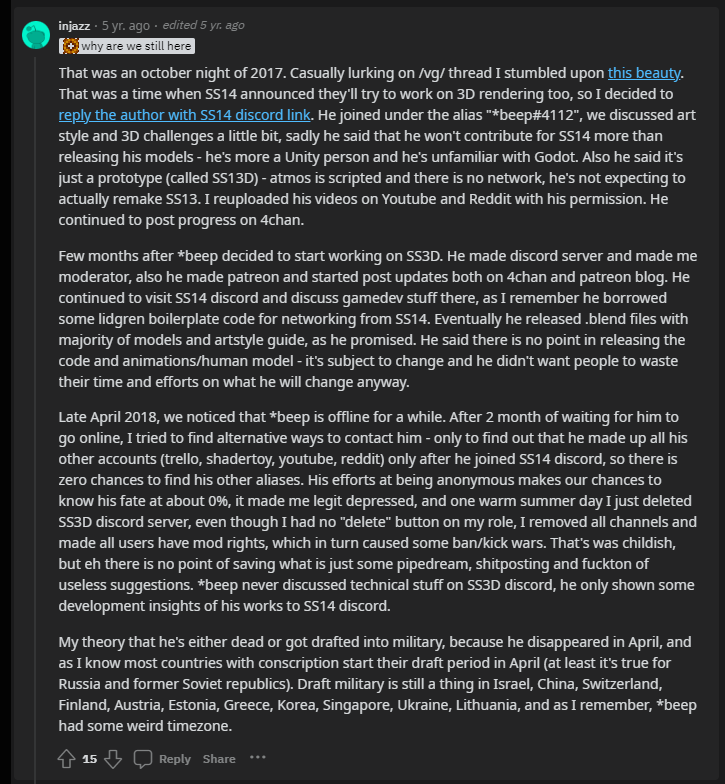 injazz · 5 yr. ago · edited 5 yr. ago
why are we still here
That was an october night of 2017. Casually lurking on /vg/ thread I stumbled upon this beauty.
That was a time when SS14 announced they'll try to work on 3D rendering too, so I decided to
reply the author with SS14 discord link. He joined under the alias "*beep#4112", we discussed art
style and 3D challenges a little bit, sadly he said that he won't contribute for SS14 more than
releasing his models - he's more a Unity person and he's unfamiliar with Godot. Also he said it's
just a prototype (called SS13D) - atmos is scripted and there is no network, he's not expecting to
actually remake SS13. I reuploaded his videos on Youtube and Reddit with his permission. He
continued to post progress on 4chan.
Few months after *beep decided to start working on SS3D. He made discord server and made me
moderator, also he made patreon and started post updates both on 4chan and patreon blog. He
continued to visit SS14 discord and discuss gamedev stuff there, as I remember he borrowed
some lidgren boilerplate code for networking from SS14. Eventually he released .blend files with
majority of models and artstyle guide, as he promised. He said there is no point in releasing the
code and animations/human model - it's subject to change and he didn't want people to waste
their time and efforts on what he will change anyway.
Late April 2018, we noticed that *beep is offline for a while. After 2 month of waiting for him to
go online, I tried to find alternative ways to contact him - only to find out that he made up all his
other accounts (trello, shadertoy, youtube, reddit) only after he joined SS14 discord, so there is
zero chances to find his other aliases. His efforts at being anonymous makes our chances to
know his fate at about 0%, it made me legit depressed, and one warm summer day I just deleted
SS3D discord server, even though I had no "delete" button on my role, I removed all channels and
made all users have mod rights, which in turn caused some ban/kick wars. That's was childish,
but eh there is no point of saving what is just some pipedream, shitposting and fuckton of
useless suggestions. *beep never discussed technical stuff on SS3D discord, he only shown some
development insights of his works to SS14 discord.
My theory that he's either dead or got drafted into military, because he disappeared in April, and
as I know most countries with conscription start their draft period in April (at least it's true for
Russia and former Soviet republics). Draft military is still a thing in Israel, China, Switzerland,
Finland, Austria, Estonia, Greece, Korea, Singapore, Ukraine, Lithuania, and as I remember, *beep
had some weird timezone.
15 Reply Share ···